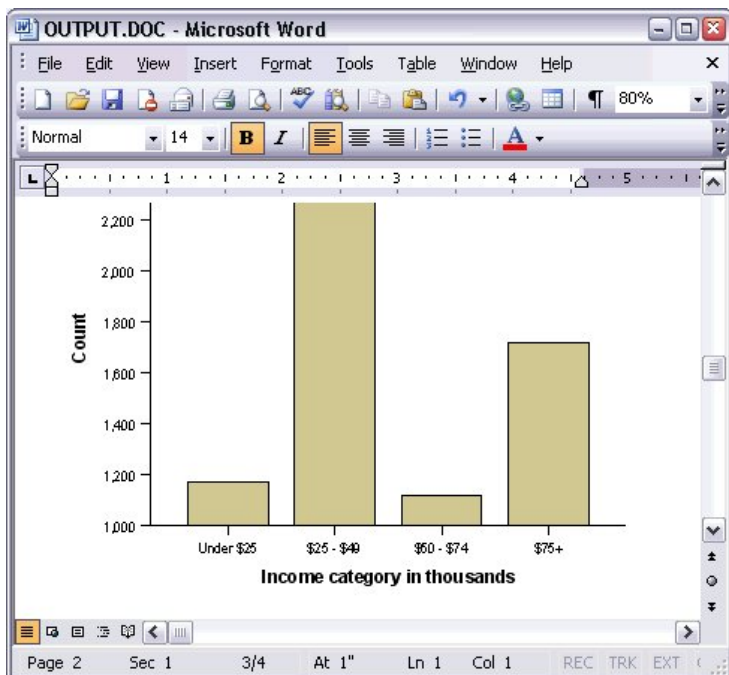 OUTPUT.DOC - Microsoft Word
File Edit View Insert Format Tools Table Window Help
ABC 80%
Normal 14 B I A
L 1 2 3 4 5
2,200
2,000
1,800
1,600
1,400
1,200
1,000
Count
Under $25 $25 - $49 $50 - $74 $75+
Income category in thousands
Page 2 Sec 1 3/4 At 1" Ln 1 Col 1 REC TRK EXT